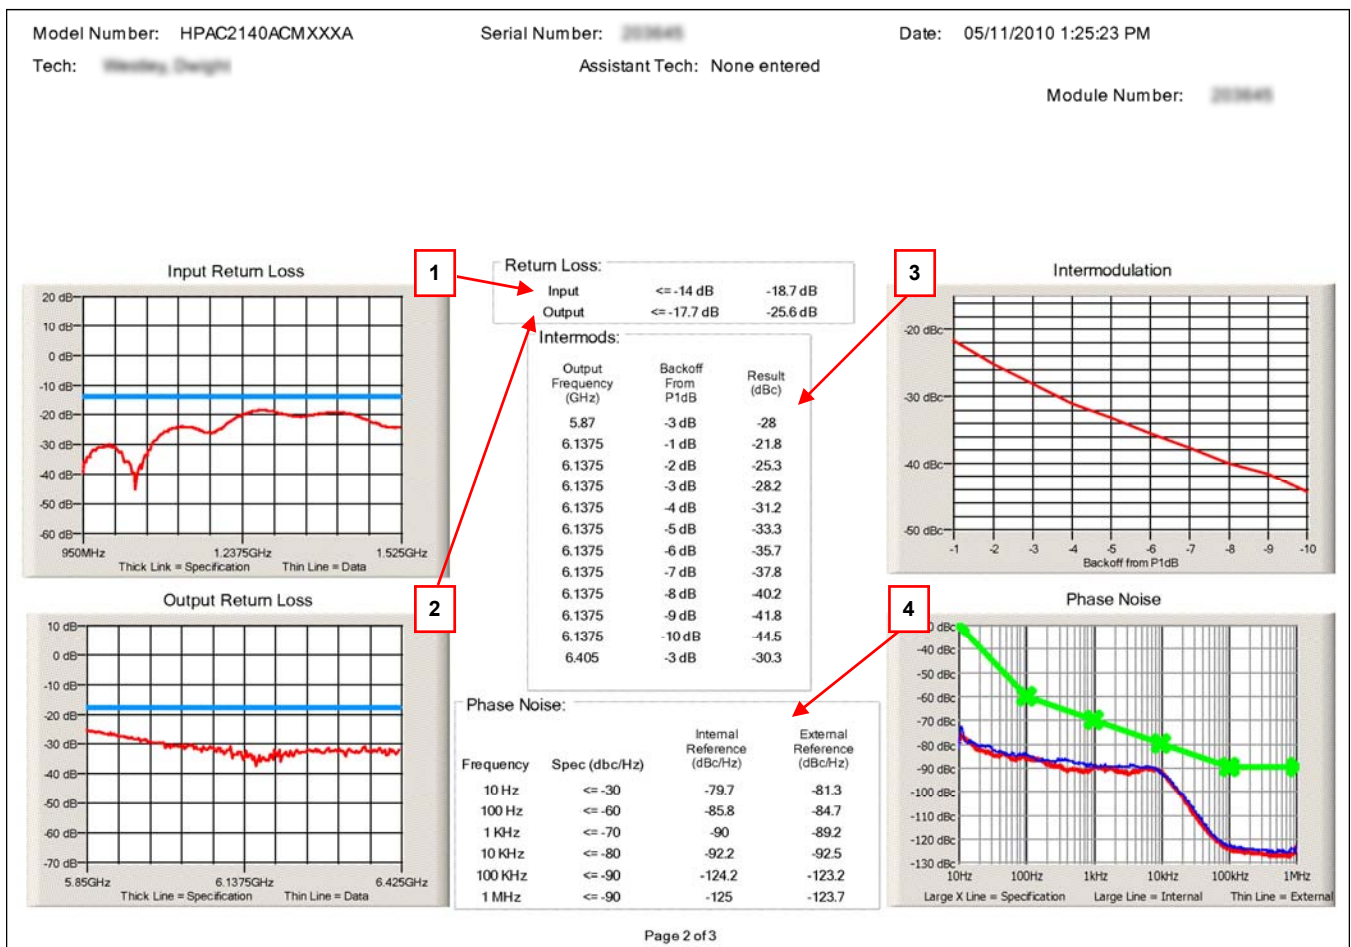 Model Number: HPAC2140ACMXXXA Serial Number: Date: 05/11/2010 1:25:23 PM
Tech: Assistant Tech: None entered
Module Number:
Input Return Loss
20 dB
10 dB
0 dB
-10 dB
-20 dB
-30 dB
-40 dB
-50 dB
-60 dB
950MHz 1.2375GHz 1.525GHz
Thick Link = Specification Thin Line = Data
Output Return Loss
10 dB
0 dB
-10 dB
-20 dB
-30 dB
-40 dB
-50 dB
-60 dB
-70 dB
5.85GHz 6.1375GHz 6.425GHz
Thick Line = Specification Thin Line = Data
1
2
Return Loss:
Input <= -14 dB -18.7 dB
Output <= -17.7 dB -25.6 dB
Intermods:
Output Frequency (GHz) Backoff From P1dB Result (dBc)
5.87 -3 dB -28
6.1375 -1 dB -21.8
6.1375 -2 dB -25.3
6.1375 -3 dB -28.2
6.1375 -4 dB -31.2
6.1375 -5 dB -33.3
6.1375 -6 dB -35.7
6.1375 -7 dB -37.8
6.1375 -8 dB -40.2
6.1375 -9 dB -41.8
6.1375 -10 dB -44.5
6.405 -3 dB -30.3
Phase Noise:
Frequency Spec (dbc/Hz) Internal Reference (dBc/Hz) External Reference (dBc/Hz)
10 Hz <= -30 -79.7 -81.3
100 Hz <= -60 -85.8 -84.7
1 KHz <= -70 -90 -89.2
10 KHz <= -80 -92.2 -92.5
100 KHz <= -90 -124.2 -123.2
1 MHz <= -90 -125 -123.7
3
4
Intermodulation
-20 dBc
-30 dBc
-40 dBc
-50 dBc
-1 -2 -3 -4 -5 -6 -7 -8 -9 -10
Backoff from P1dB
Phase Noise
0 dBc
-40 dBc
-50 dBc
-60 dBc
-70 dBc
-80 dBc
-90 dBc
-100 dBc
-110 dBc
-120 dBc
-130 dBc
10Hz 100Hz 1kHz 10kHz 100kHz 1MHz
Large X Line = Specification Large Line = Internal Thin Line = External
Page 2 of 3